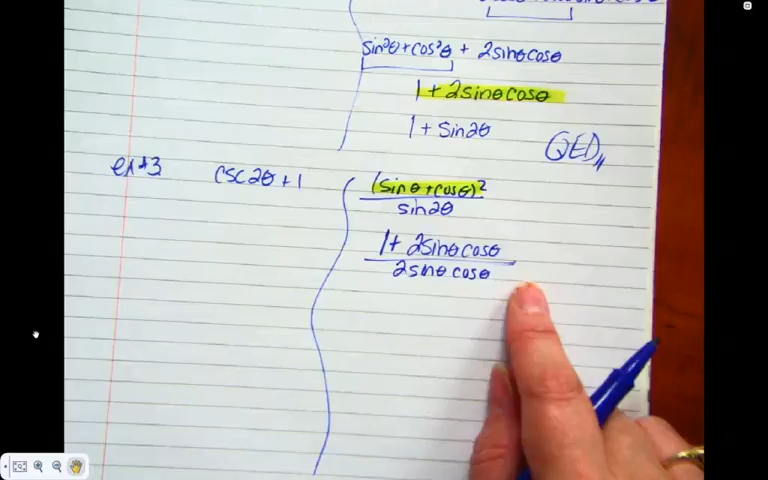 sin²θ + cos²θ + 2sinθcosθ
1 + 2sinθcosθ
1 + sin2θ
QED
ex #3 csc2θ + 1
(sinθ + cosθ)²
sin2θ
1 + 2sinθcosθ
2sinθcosθ